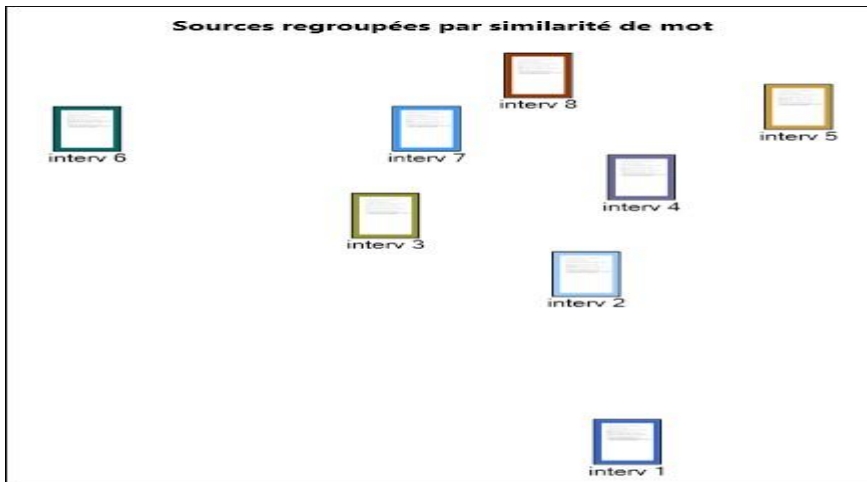 Sources regroupées par similarité de mot
interv 8
interv 5
interv 6
interv 7
interv 4
interv 3
interv 2
interv 1